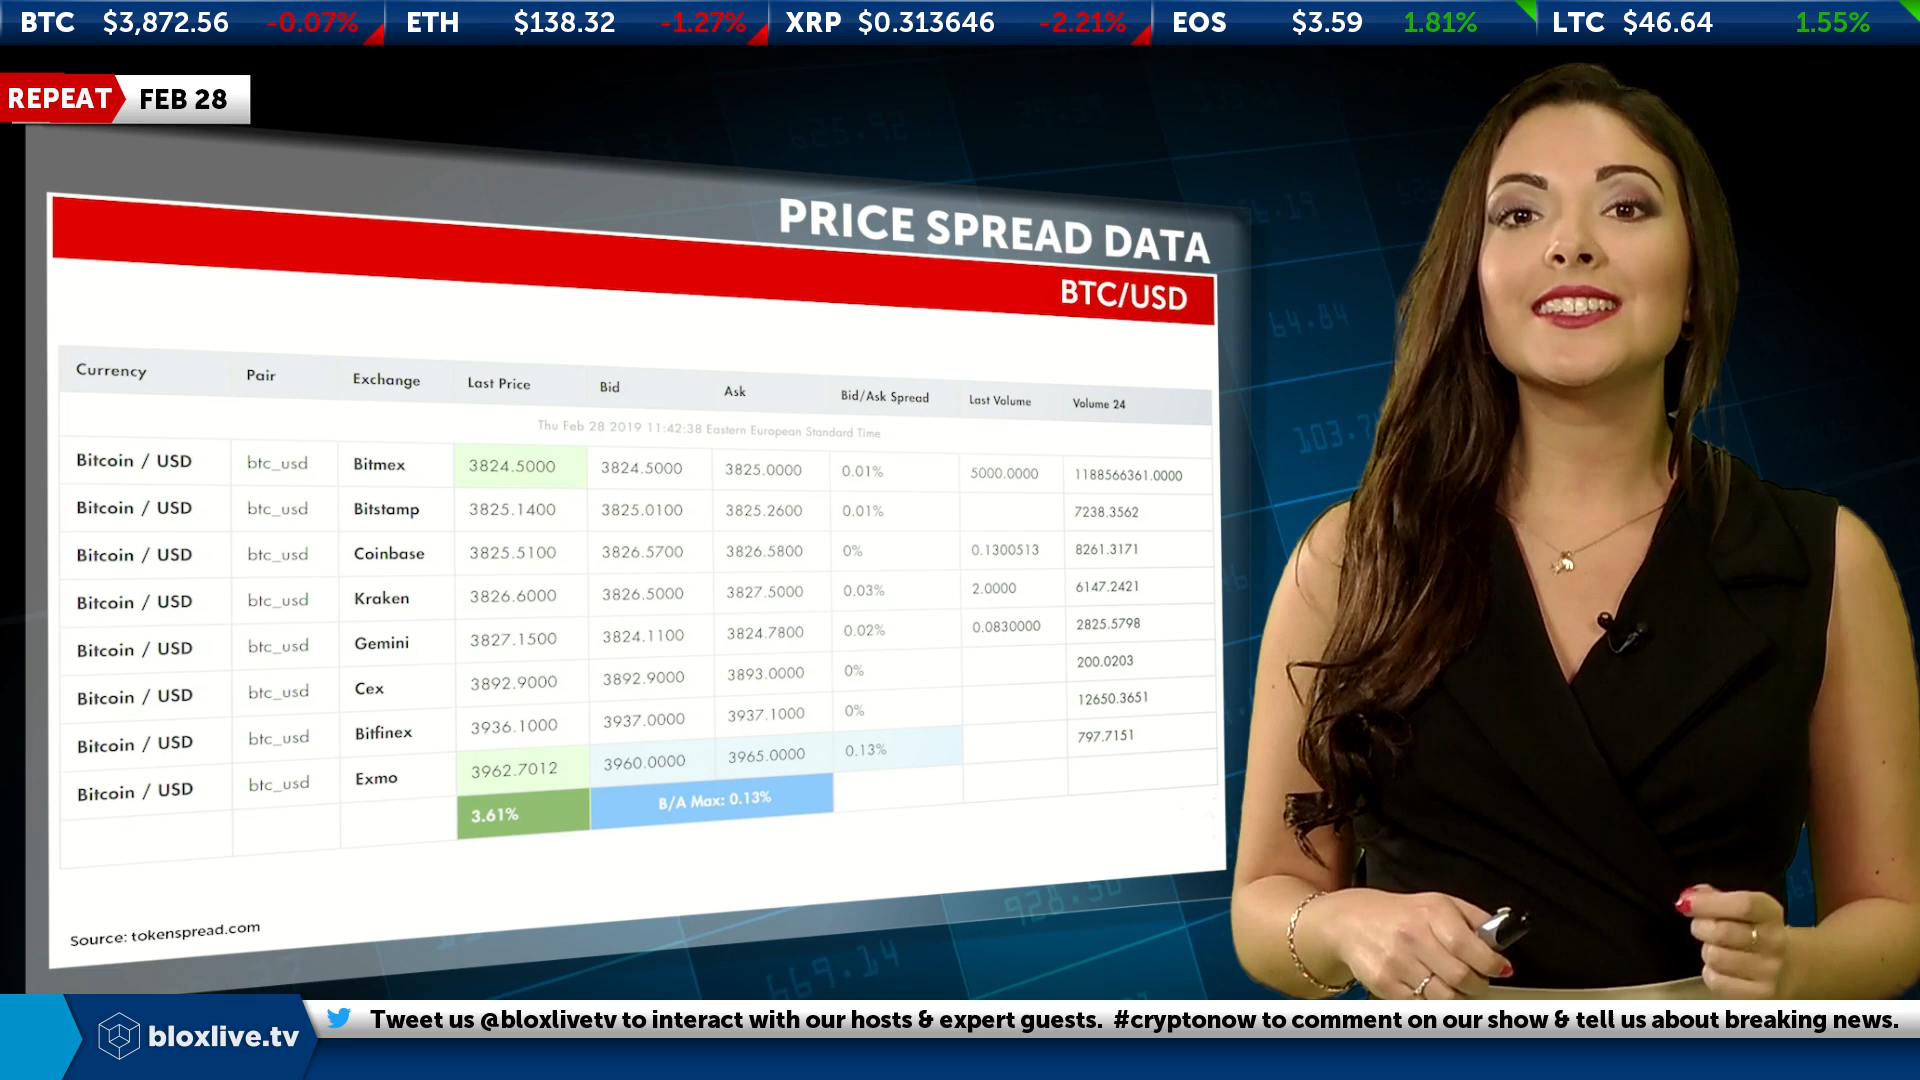 BTC $3,872.56 -0.07% ETH $138.32 -1.27% XRP $0.313646 -2.21% EOS $3.59 1.81% LTC $46.64 1.55%
REPEAT FEB 28
PRICE SPREAD DATA
BTC/USD
Currency Pair Exchange Last Price Bid Ask Bid/Ask Spread Last Volume Volume 24
Thu Feb 28 2019 11:42:38 Eastern European Standard Time
Bitcoin / USD btc_usd Bitmex 3824.5000 3824.5000 3825.0000 0.01% 5000.0000 1188566361.0000
Bitcoin / USD btc_usd Bitstamp 3825.1400 3825.0100 3825.2600 0.01% 7238.3562
Bitcoin / USD btc_usd Coinbase 3825.5100 3826.5700 3826.5800 0% 0.1300513 8261.3171
Bitcoin / USD btc_usd Kraken 3826.6000 3826.5000 3827.5000 0.03% 2.0000 6147.2421
Bitcoin / USD btc_usd Gemini 3827.1500 3824.1100 3824.7800 0.02% 0.0830000 2825.5798
Bitcoin / USD btc_usd Cex 3892.9000 3892.9000 3893.0000 0% 200.0203
Bitcoin / USD btc_usd Bitfinex 3936.1000 3937.0000 3937.1000 0% 12650.3651
Bitcoin / USD btc_usd Exmo 3962.7012 3960.0000 3965.0000 0.13% 797.7151
3.61% B/A Max: 0.13%
Source: tokenspread.com
64.84
928.50
669.14
bloxlive.tv
Tweet us @bloxlivetv to interact with our hosts & expert guests. #cryptonow to comment on our show & tell us about breaking news.